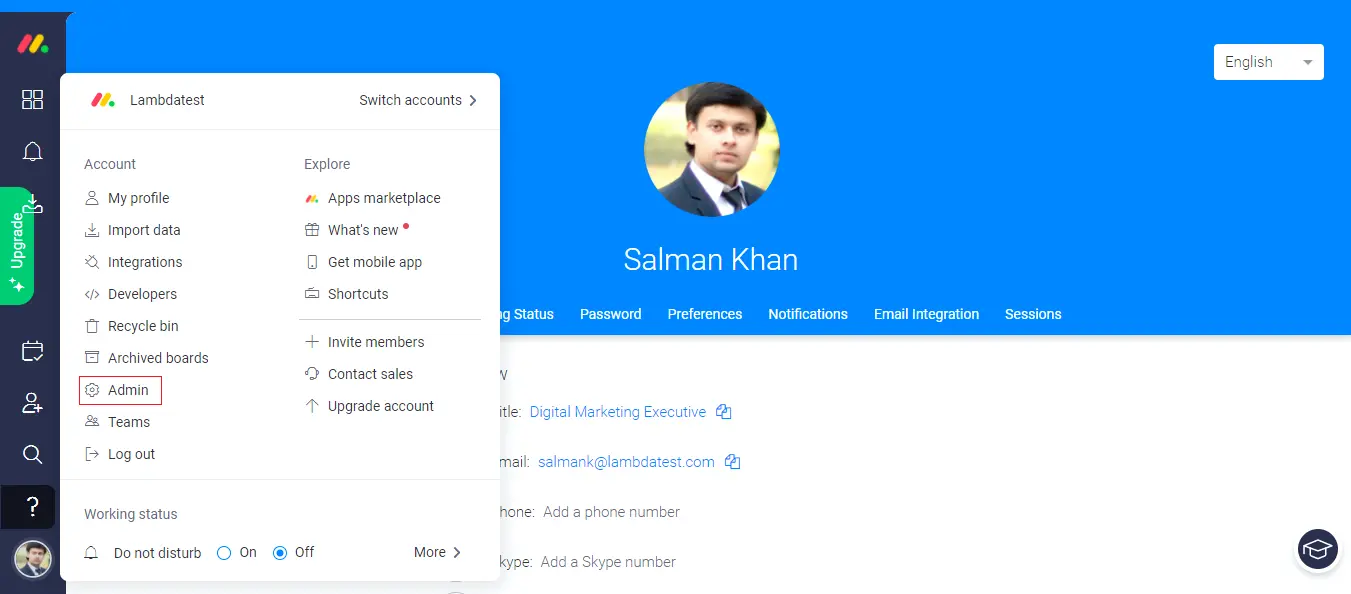 English
Lambdatest
Switch accounts
Account
My profile
Import data
Integrations
Developers
Recycle bin
Archived boards
Admin
Teams
Log out
Explore
Apps marketplace
What's new
Get mobile app
Shortcuts
Invite members
Contact sales
Upgrade account
Working status
Do not disturb On Off More
Upgrade
?
Salman Khan
ng Status Password Preferences Notifications Email Integration Sessions
w
itle: Digital Marketing Executive
mail: salmank@lambdatest.com
hone: Add a phone number
kype: Add a Skype number